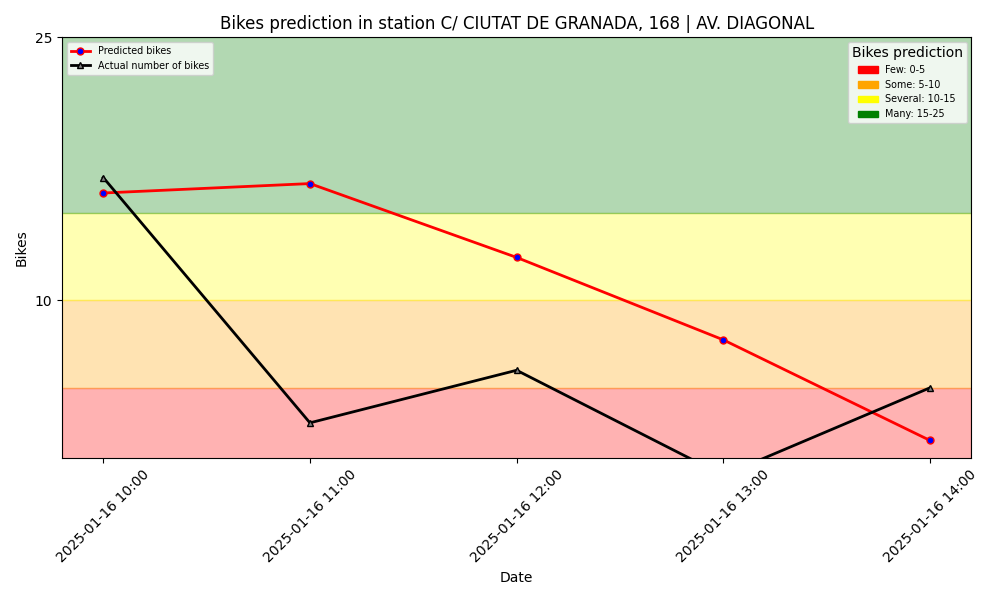 Bikes prediction in station C/ CIUTAT DE GRANADA, 168 | AV. DIAGONAL
25
10
Bikes
Predicted bikes
Actual number of bikes
Bikes prediction
Few: 0-5
Some: 5-10
Several: 10-15
Many: 15-25
2025-01-16 10:00
2025-01-16 11:00
2025-01-16 12:00
2025-01-16 13:00
2025-01-16 14:00
Date